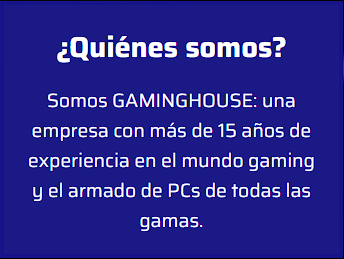 ¿Quiénes somos?
Somos GAMINGHOUSE: una
empresa con más de 15 años de
experiencia en el mundo gaming
y el armado de PCs de todas las
gamas.